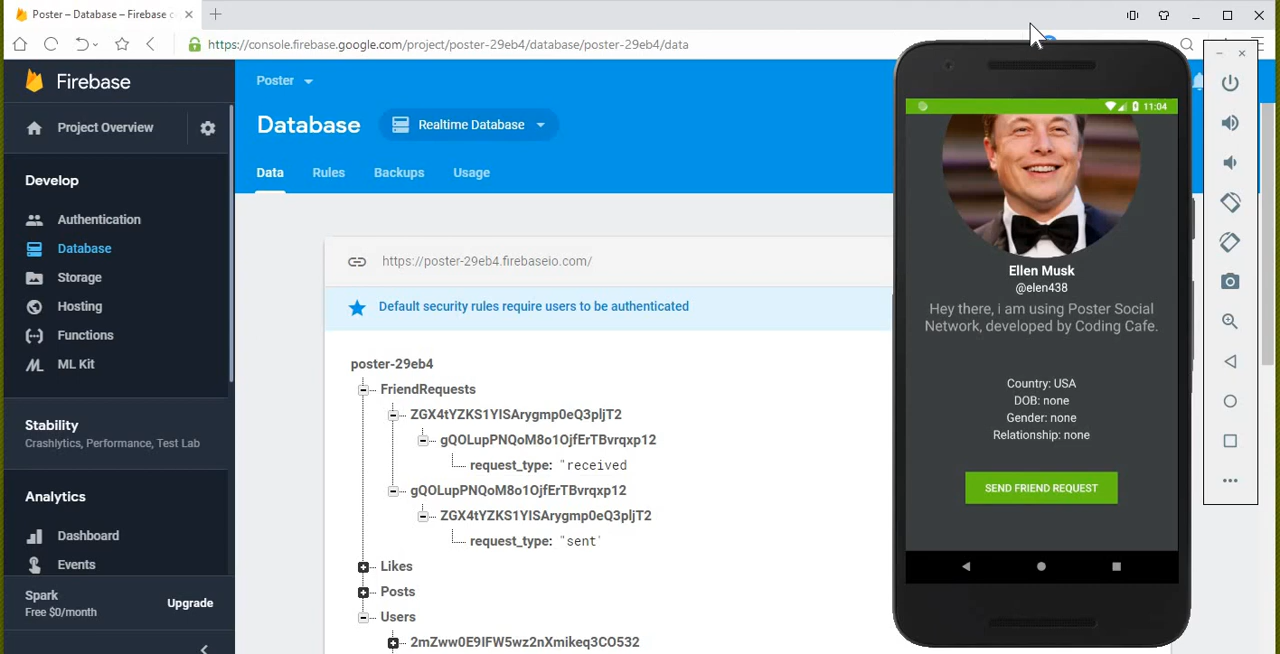 Poster – Database – Firebase c
https://console.firebase.google.com/project/poster-29eb4/database/poster-29eb4/data
Firebase
Project Overview
Develop
Authentication
Database
Storage
Hosting
Functions
ML Kit
Stability
Crashlytics, Performance, Test Lab
Analytics
Dashboard
Events
Spark
Free $0/month
Upgrade
Poster
Database
Realtime Database
Data
Rules
Backups
Usage
https://poster-29eb4.firebaseio.com/
Default security rules require users to be authenticated
poster-29eb4
FriendRequests
ZGX4tYZKS1YISArygmp0eQ3pljT2
gQOLupPNQoM8o1OjfErTBvrqxp12
request_type: "received
gQOLupPNQoM8o1OjfErTBvrqxp12
ZGX4tYZKS1YISArygmp0eQ3pljT2
request_type: "sent"
Likes
Posts
Users
2mZww0E9IFW5wz2nXmikeq3CO532
11:04
Ellen Musk
@elen438
Hey there, i am using Poster Social
Network, developed by Coding Cafe.
Country: USA
DOB: none
Gender: none
Relationship: none
SEND FRIEND REQUEST